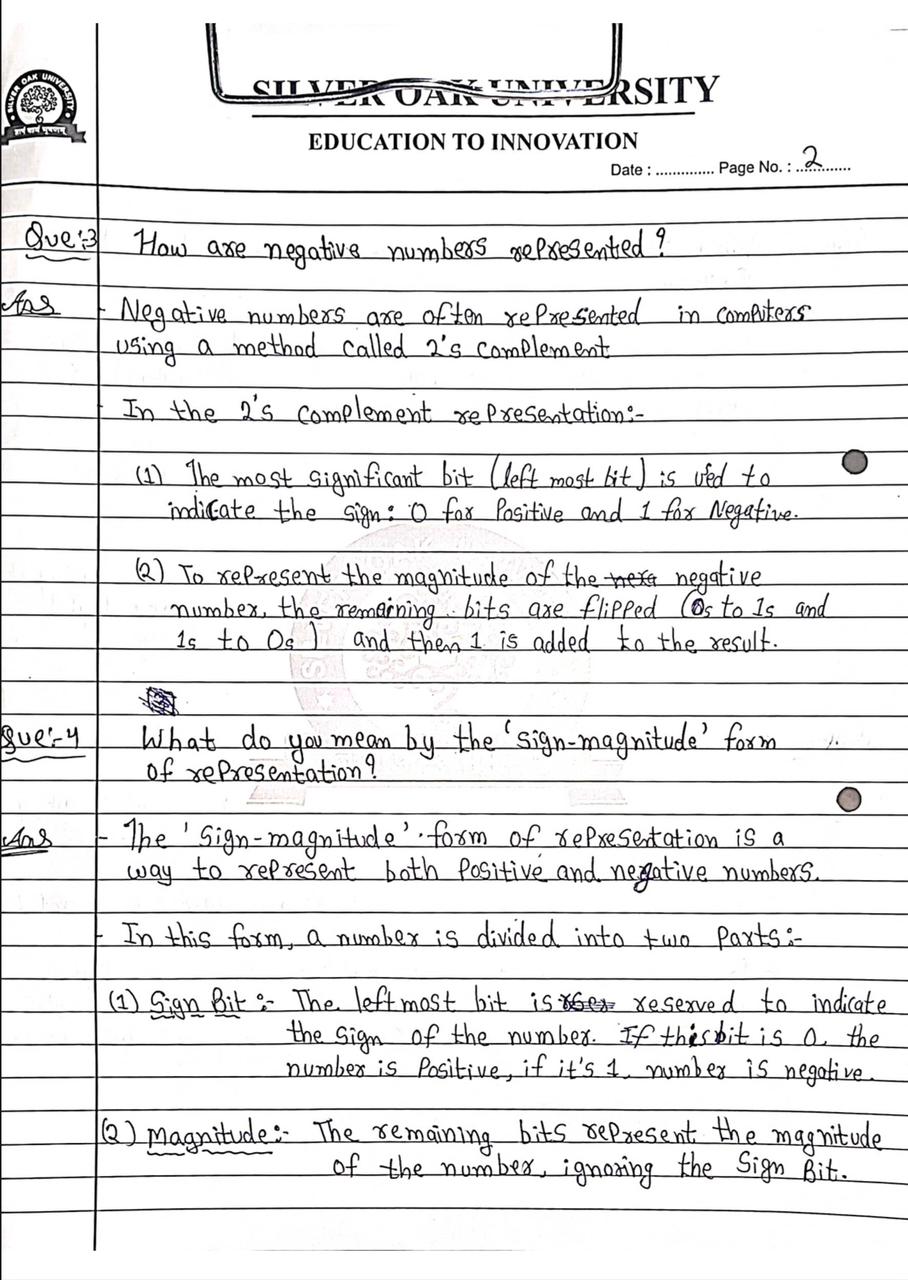 SILVER OAK UNIVERSITY
EDUCATION TO INNOVATION
SILVER OAK UNIVERSITY
Date : .............. Page No. : 2
Que:-3 How are negative numbers represented?
Ans - Negative numbers are often represented in computers
using a method called 2's complement
In the 2's complement representation:-
(1) The most significant bit (left most bit) is used to
indicate the sign: 0 for Positive and 1 for Negative.
(2) To represent the magnitude of the negative
number, the remaining bits are flipped (0s to 1s and
1s to 0s) and then 1 is added to the result.
Que:-4 What do you mean by the 'sign-magnitude' form
of representation?
Ans - The 'Sign-magnitude' form of representation is a
way to represent both Positive and negative numbers.
- In this form, a number is divided into two Parts:-
(1) Sign Bit :- The leftmost bit is reserved to indicate
the sign of the number. If this bit is 0, the
number is Positive, if it's 1, number is negative.
(2) Magnitude:- The remaining bits represent the magnitude
of the number, ignoring the Sign Bit.